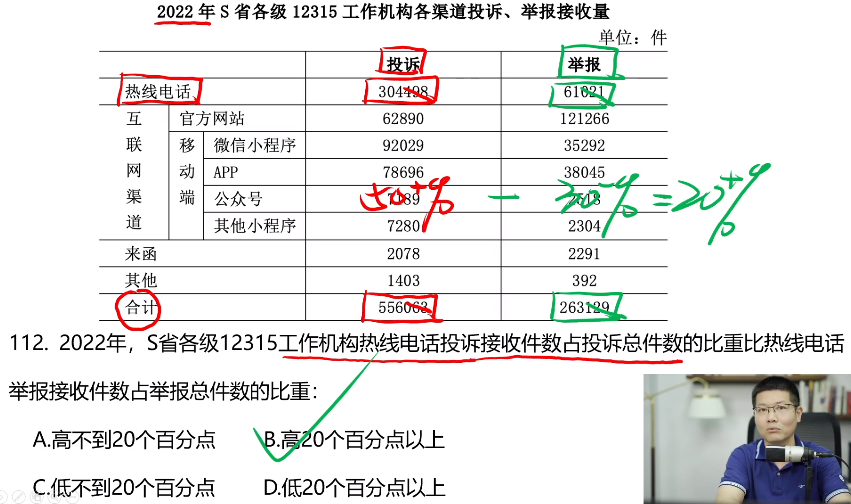 2022 年 S 省各级 12315 工作机构各渠道投诉、举报接收量
单位：件
投诉 举报
热线电话 304498 61021
互联网渠道 官方网站 62890 121266
移动端 微信小程序 92029 35292
APP 78696 38045
公众号
其他小程序 7280 2304
来函 2078 2291
其他 1403 392
合计 556063 263129
50+% - 30-% = 20+%
112. 2022年，S省各级12315工作机构热线电话投诉接收件数占投诉总件数的比重比热线电话
举报接收件数占举报总件数的比重：
A.高不到20个百分点 B.高20个百分点以上
C.低不到20个百分点 D.低20个百分点以上